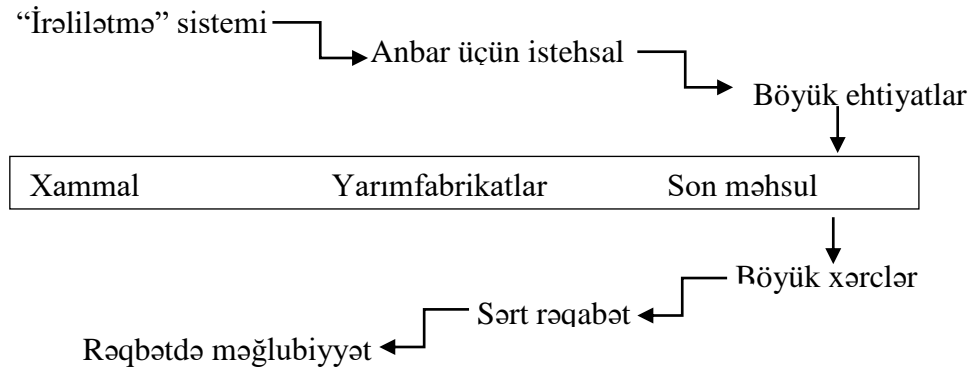 “İrəlilətmə” sistemi
Anbar üçün istehsal
Böyük ehtiyatlar
Xammal Yarımfabrikatlar Son məhsul
Böyük xərclər
Sərt rəqabət
Rəqbətdə məğlubiyyət